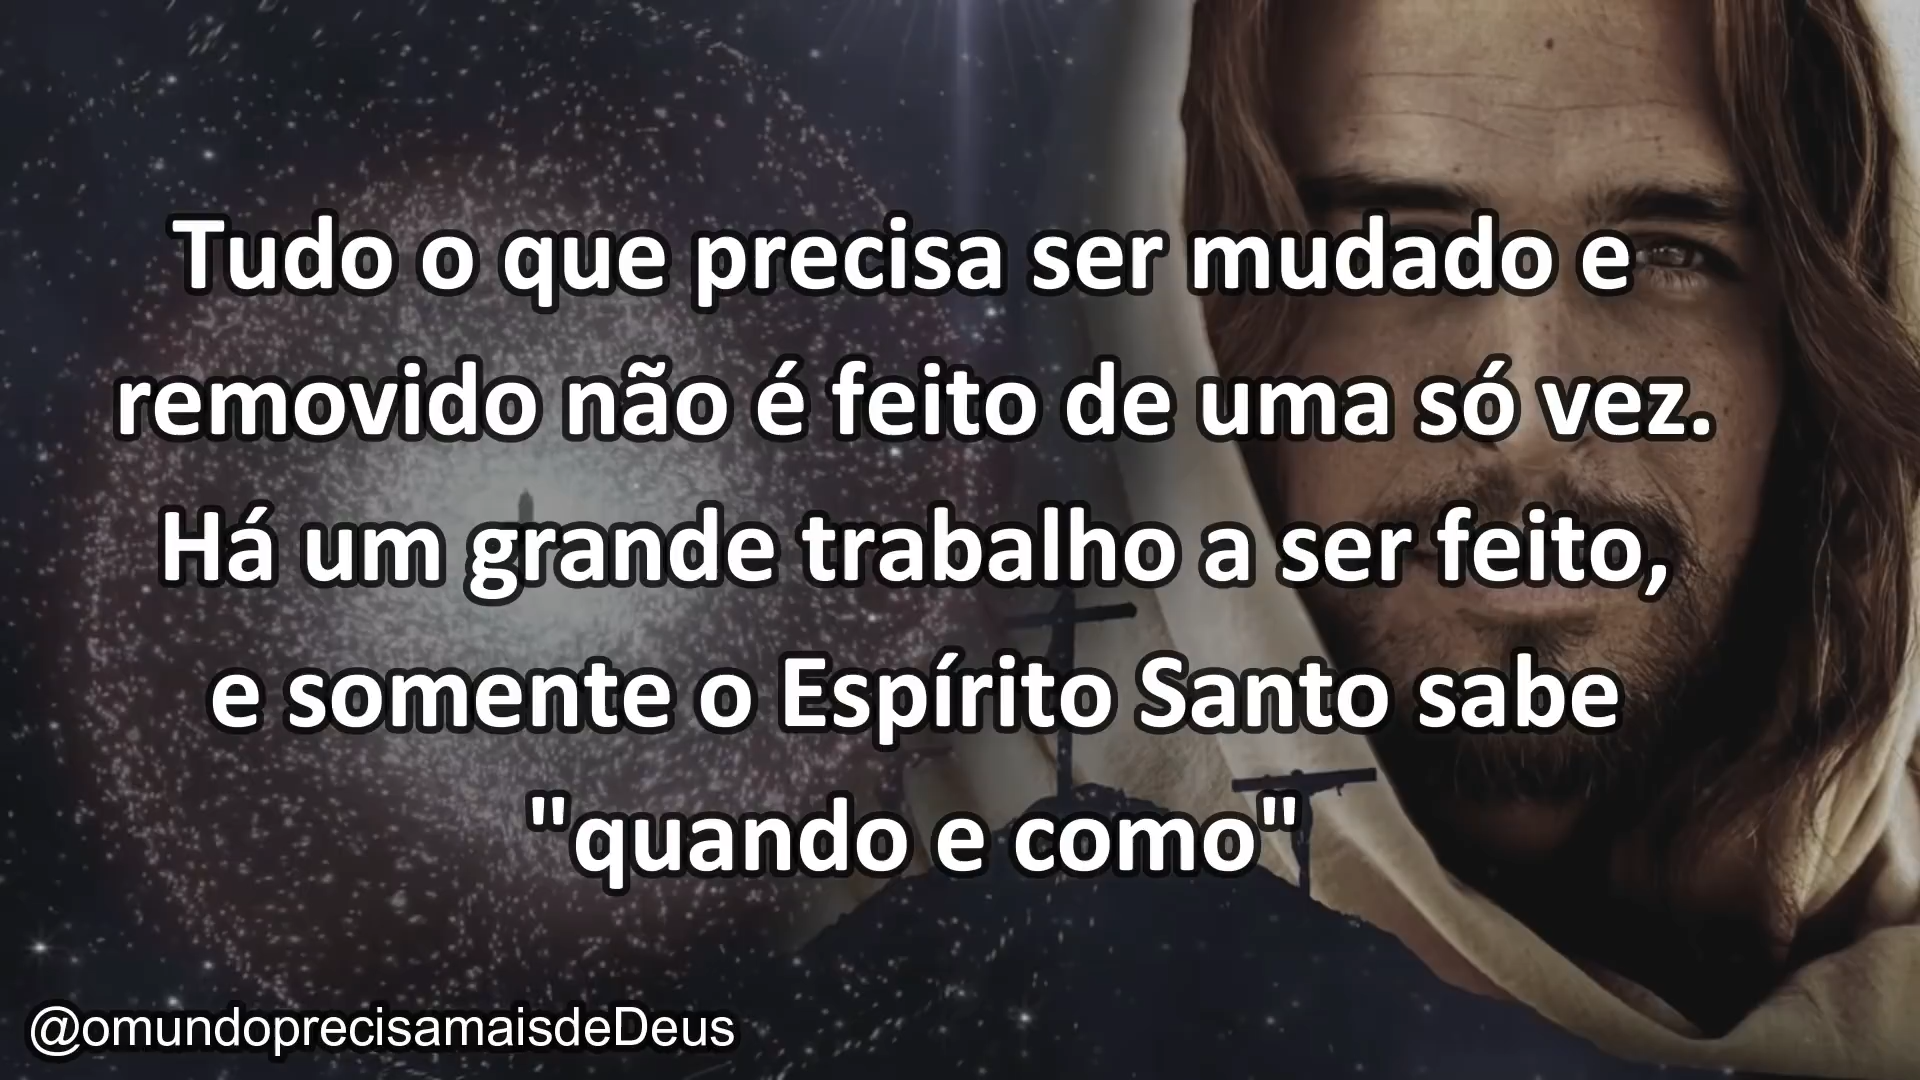 Tudo o que precisa ser mudado e
removido não é feito de uma só vez.
Há um grande trabalho a ser feito,
e somente o Espírito Santo sabe
"quando e como"
@omundoprecisamaisdeDeus